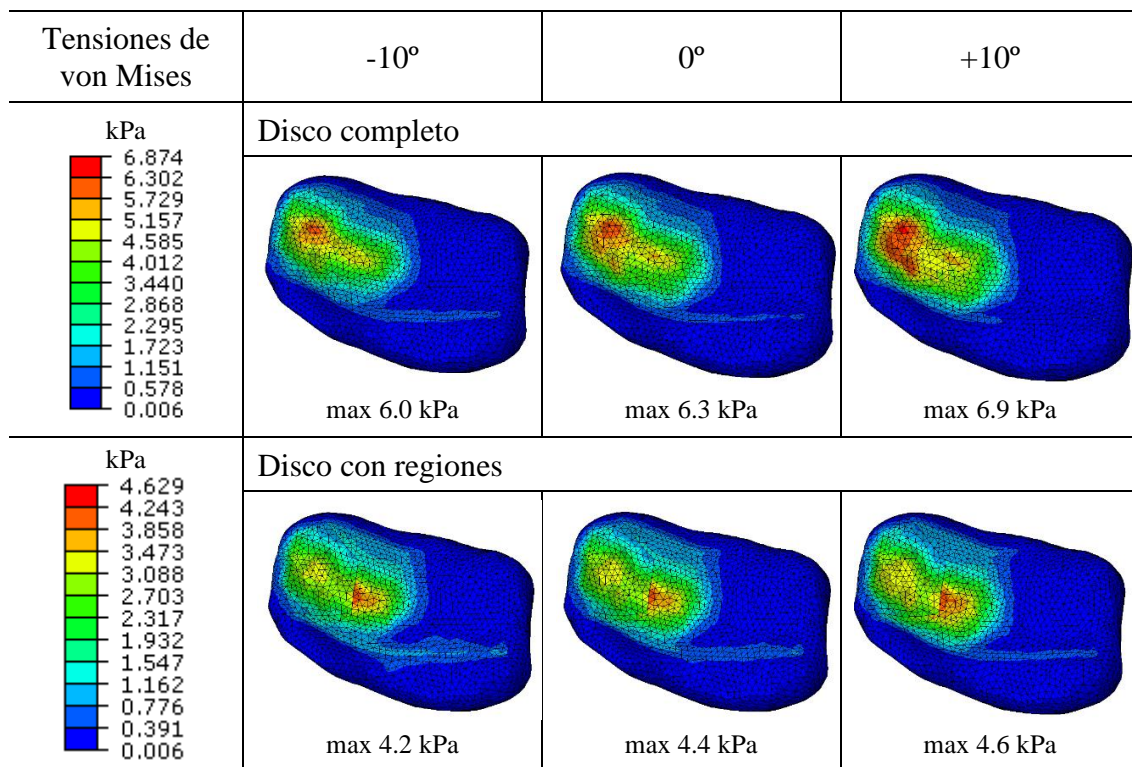 Tensiones de
von Mises
-10º
0º
+10º
kPa
6.874
6.302
5.729
5.157
4.585
4.012
3.440
2.868
2.295
1.723
1.151
0.578
0.006
Disco completo
max 6.0 kPa
max 6.3 kPa
max 6.9 kPa
kPa
4.629
4.243
3.858
3.473
3.088
2.703
2.317
1.932
1.547
1.162
0.776
0.391
0.006
Disco con regiones
max 4.2 kPa
max 4.4 kPa
max 4.6 kPa